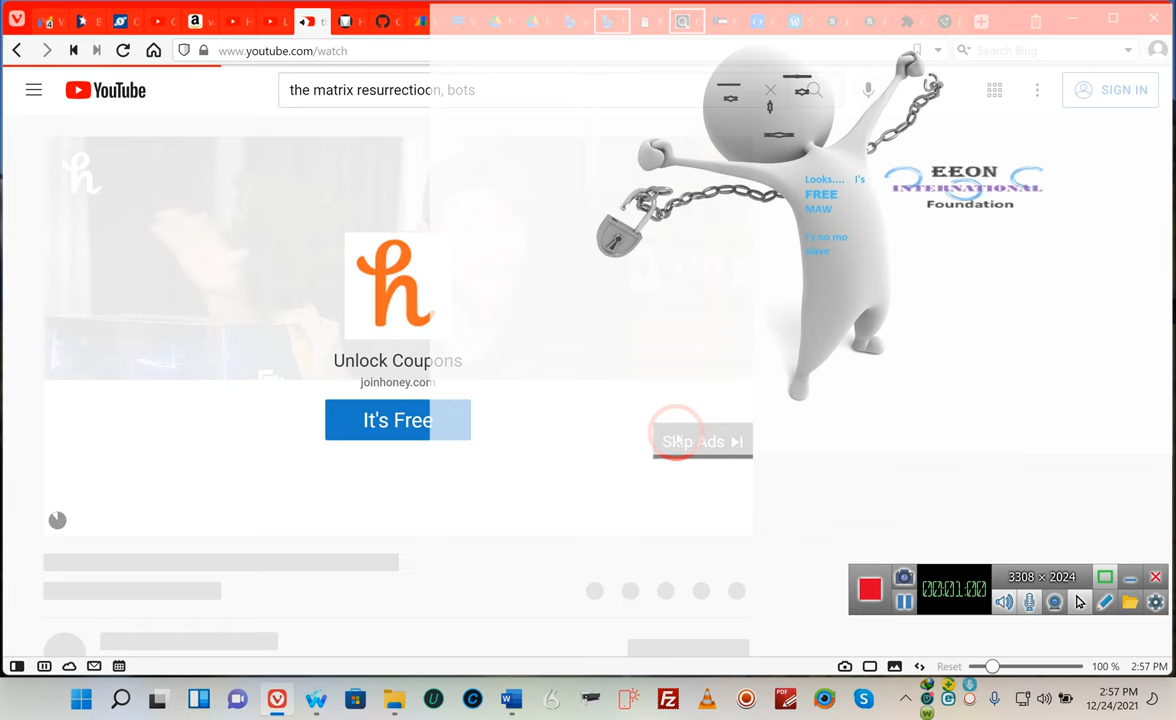 www.youtube.com/watch
Search Bing
YouTube
the matrix resurrectioon, bots
SIGN IN
Looks.... I's
FREE
MAW
I's no mo
slave
EEON
INTERNATIONAL
Foundation
h
h
Unlock Coupons
joinhoney.com
It's Free
Skip Ads
3308 × 2024
00:01:00
Reset
100 %
2:57 PM
2:57 PM
12/24/2021